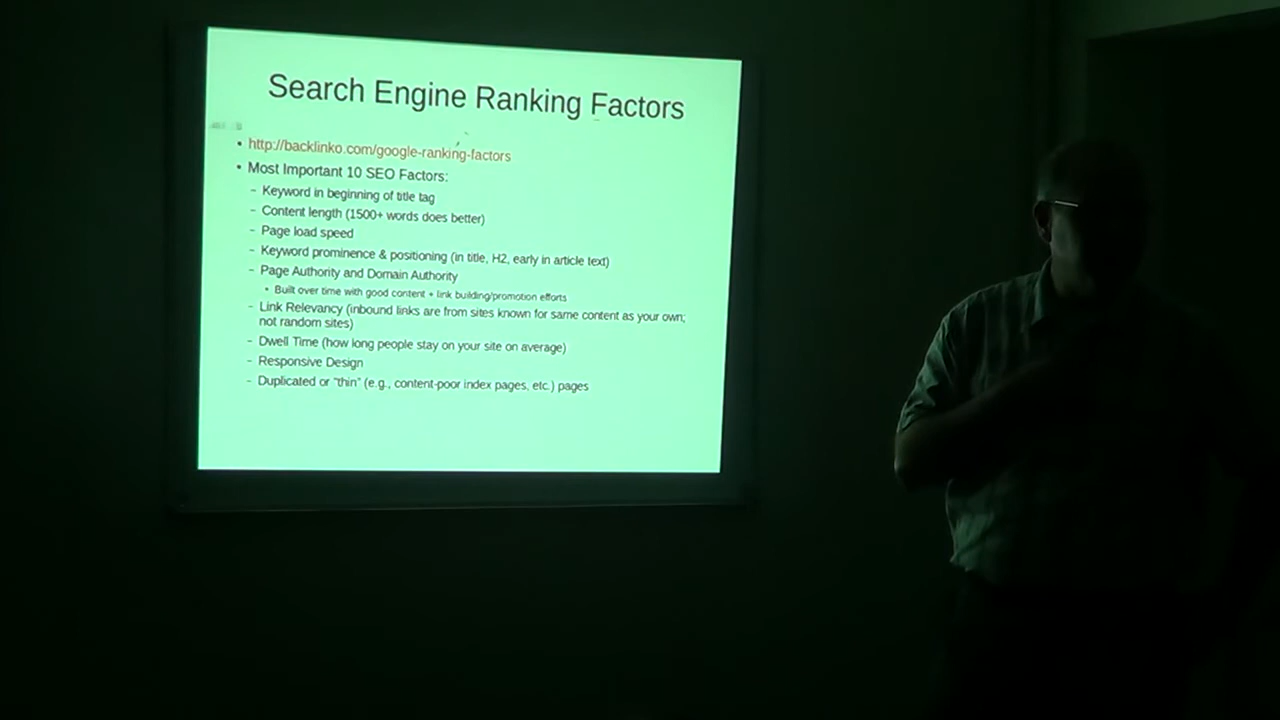 Search Engine Ranking Factors
• http://backlinko.com/google-ranking-factors
• Most Important 10 SEO Factors:
– Keyword in beginning of title tag
– Content length (1500+ words does better)
– Page load speed
– Keyword prominence & positioning (in title, H2, early in article text)
– Page Authority and Domain Authority
• Built over time with good content + link building/promotion efforts
– Link Relevancy (inbound links are from sites known for same content as your own;
not random sites)
– Dwell Time (how long people stay on your site on average)
– Responsive Design
– Duplicated or "thin" (e.g., content-poor index pages, etc.) pages